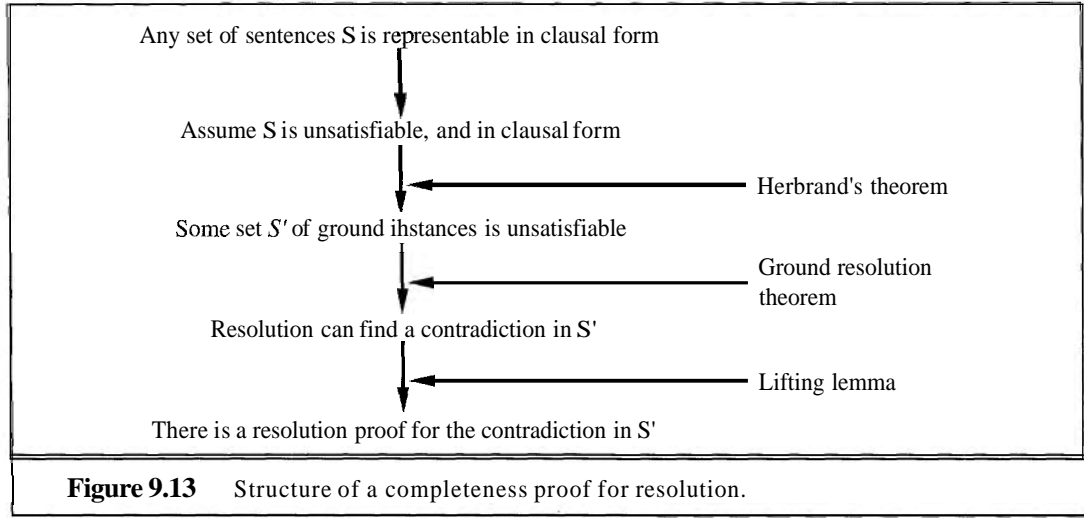 Any set of sentences S is representable in clausal form
Assume S is unsatisfiable, and in clausal form
Herbrand's theorem
Some set S' of ground ihstances is unsatisfiable
Ground resolution
theorem
Resolution can find a contradiction in S'
Lifting lemma
There is a resolution proof for the contradiction in S'
Figure 9.13 Structure of a completeness proof for resolution.